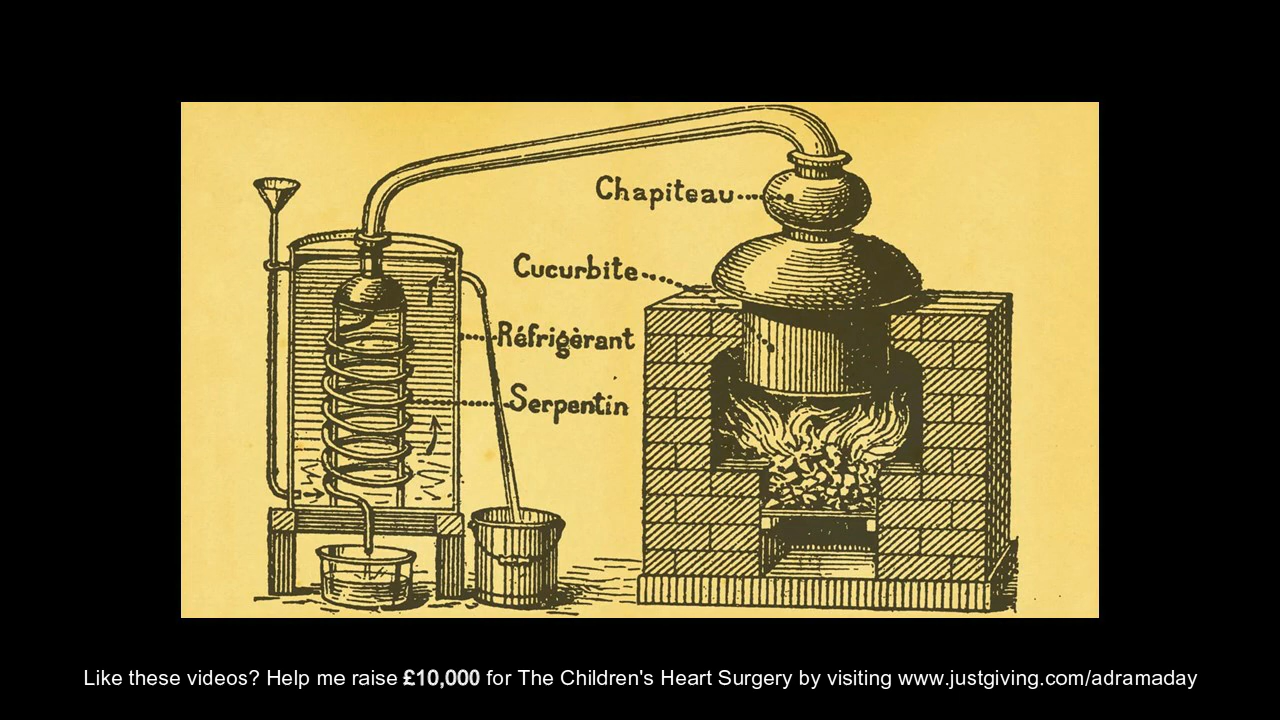 Chapiteau
Cucurbite
Réfrigèrant
Serpentin
Like these videos? Help me raise £10,000 for The Children's Heart Surgery by visiting www.justgiving.com/adramaday